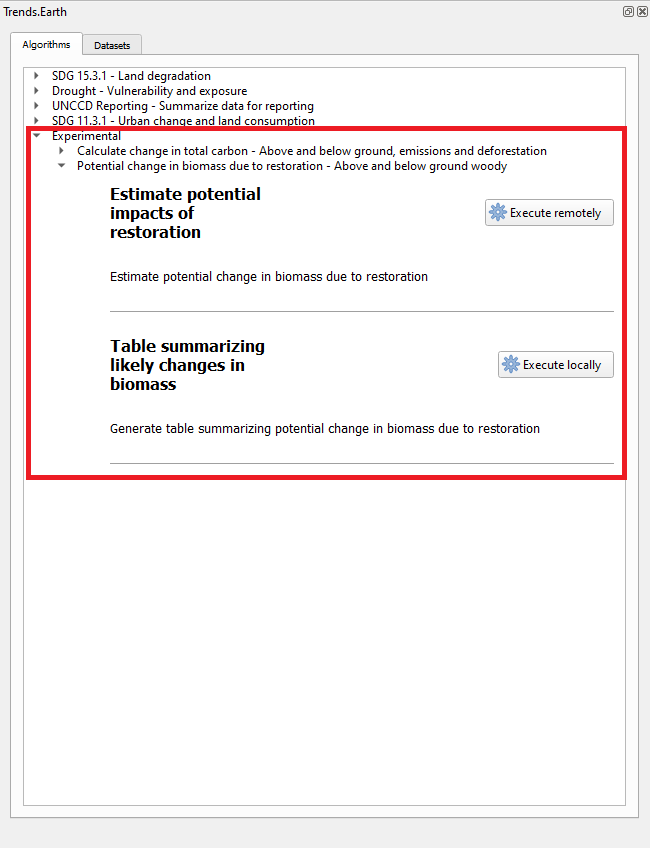 Trends.Earth
Algorithms Datasets
SDG 15.3.1 - Land degradation
Drought - Vulnerability and exposure
UNCCD Reporting - Summarize data for reporting
SDG 11.3.1 - Urban change and land consumption
Experimental
Calculate change in total carbon - Above and below ground, emissions and deforestation
Potential change in biomass due to restoration - Above and below ground woody
Estimate potential
impacts of
restoration
Execute remotely
Estimate potential change in biomass due to restoration
Table summarizing
likely changes in
biomass
Execute locally
Generate table summarizing potential change in biomass due to restoration